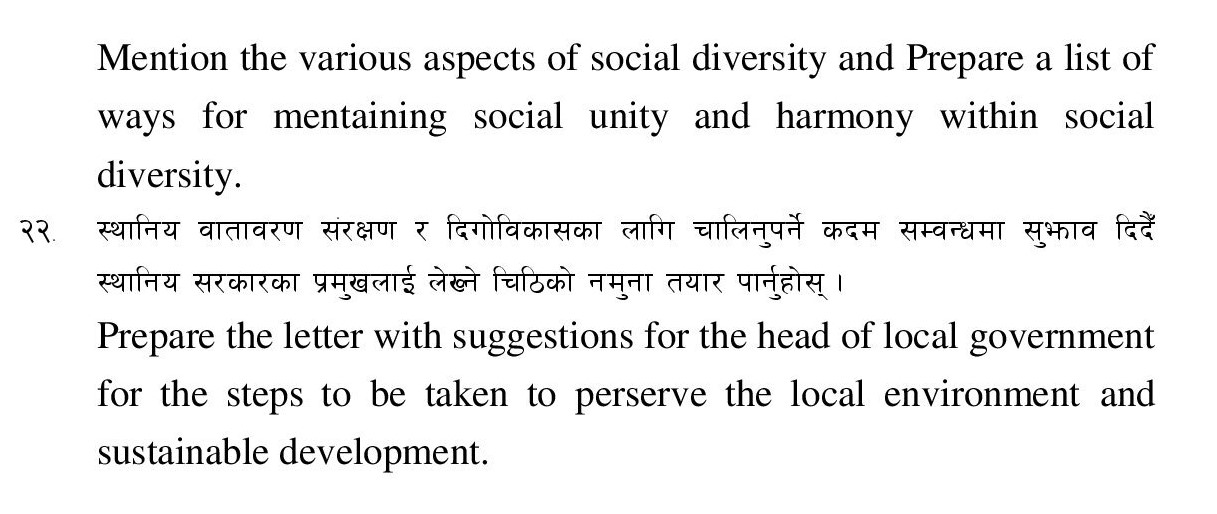 Mention the various aspects of social diversity and Prepare a list of
ways for mentaining social unity and harmony within social
diversity.
२२. स्थानिय वातावरण संरक्षण र दिगोविकासका लागि चालिनुपर्ने कदम सम्वन्धमा सुझाव दिदैँ
स्थानिय सरकारका प्रमुखलाई लेख्ने चिठिको नमुना तयार पार्नुहोस् ।
Prepare the letter with suggestions for the head of local government
for the steps to be taken to perserve the local environment and
sustainable development.